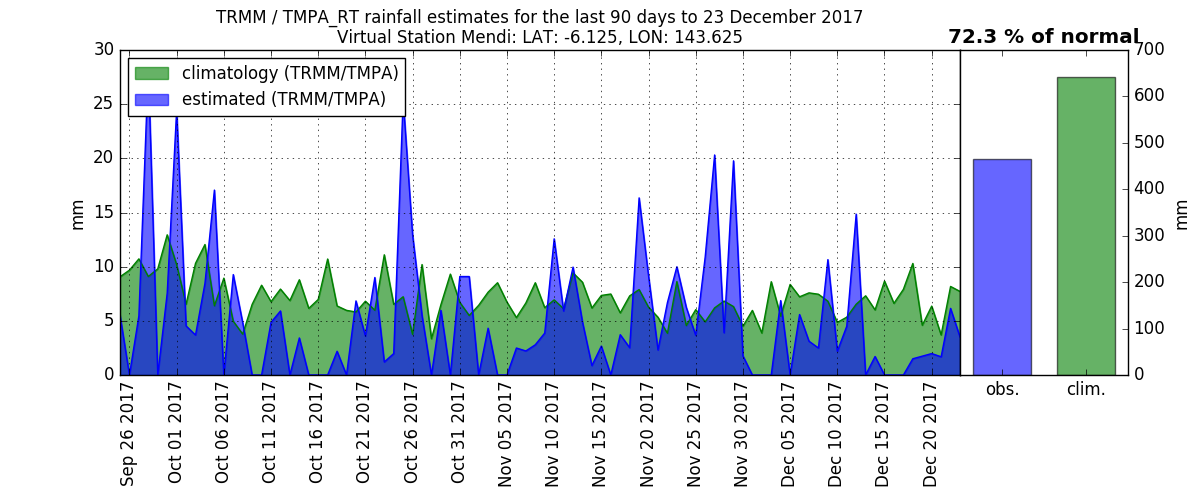 TRMM / TMPA_RT rainfall estimates for the last 90 days to 23 December 2017
Virtual Station Mendi: LAT: -6.125, LON: 143.625
72.3 % of normal
climatology (TRMM/TMPA)
estimated (TRMM/TMPA)
30
25
20
15
10
5
0
mm
Sep 26 2017
Oct 01 2017
Oct 06 2017
Oct 11 2017
Oct 16 2017
Oct 21 2017
Oct 26 2017
Oct 31 2017
Nov 05 2017
Nov 10 2017
Nov 15 2017
Nov 20 2017
Nov 25 2017
Nov 30 2017
Dec 05 2017
Dec 10 2017
Dec 15 2017
Dec 20 2017
700
600
500
400
300
200
100
0
mm
obs.
clim.